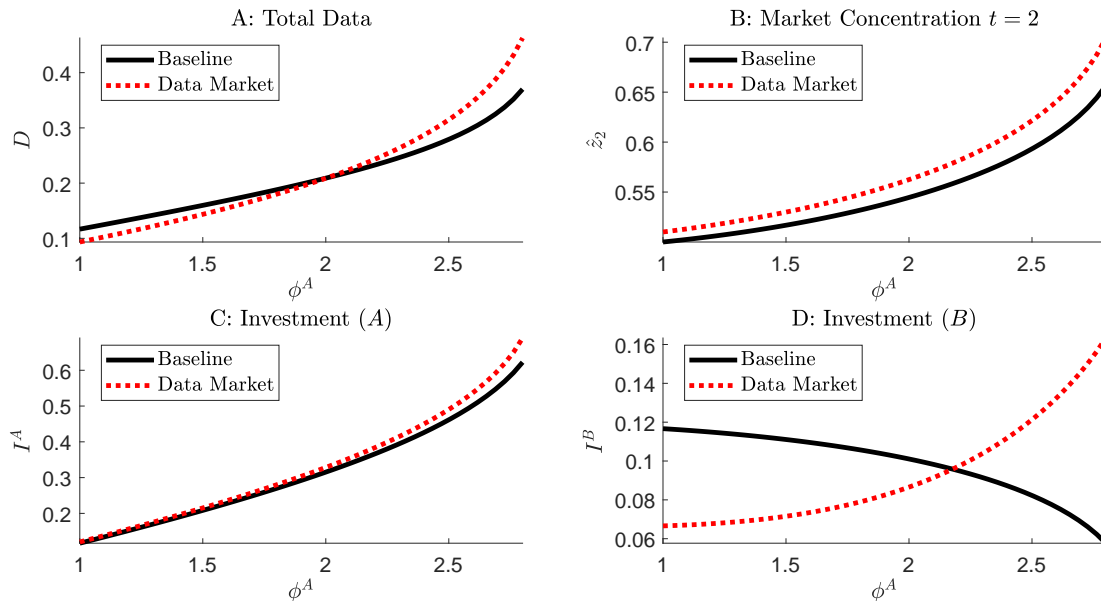 A: Total Data
Baseline
Data Market
D
0.4
0.3
0.2
0.1
1 1.5 2 2.5
ϕ^A
B: Market Concentration t = 2
Baseline
Data Market
ẑ₂
0.7
0.65
0.6
0.55
1 1.5 2 2.5
ϕ^A
C: Investment (A)
Baseline
Data Market
I^A
0.6
0.5
0.4
0.3
0.2
1 1.5 2 2.5
ϕ^A
D: Investment (B)
Baseline
Data Market
I^B
0.16
0.14
0.12
0.1
0.08
0.06
1 1.5 2 2.5
ϕ^A